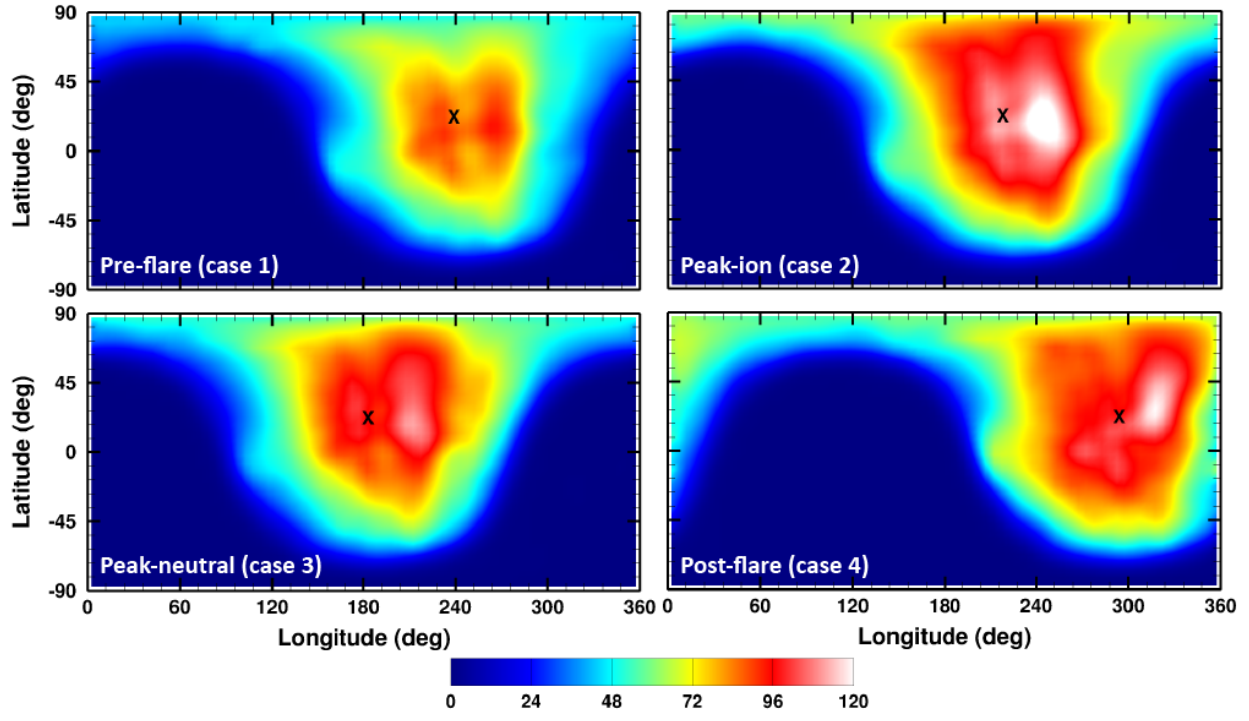 90
45
0
-45
-90
Latitude (deg)
X
Pre-flare (case 1)
X
Peak-ion (case 2)
90
45
0
-45
-90
Latitude (deg)
X
Peak-neutral (case 3)
X
Post-flare (case 4)
0 60 120 180 240 300 360
0 60 120 180 240 300 360
Longitude (deg)
Longitude (deg)
0 24 48 72 96 120